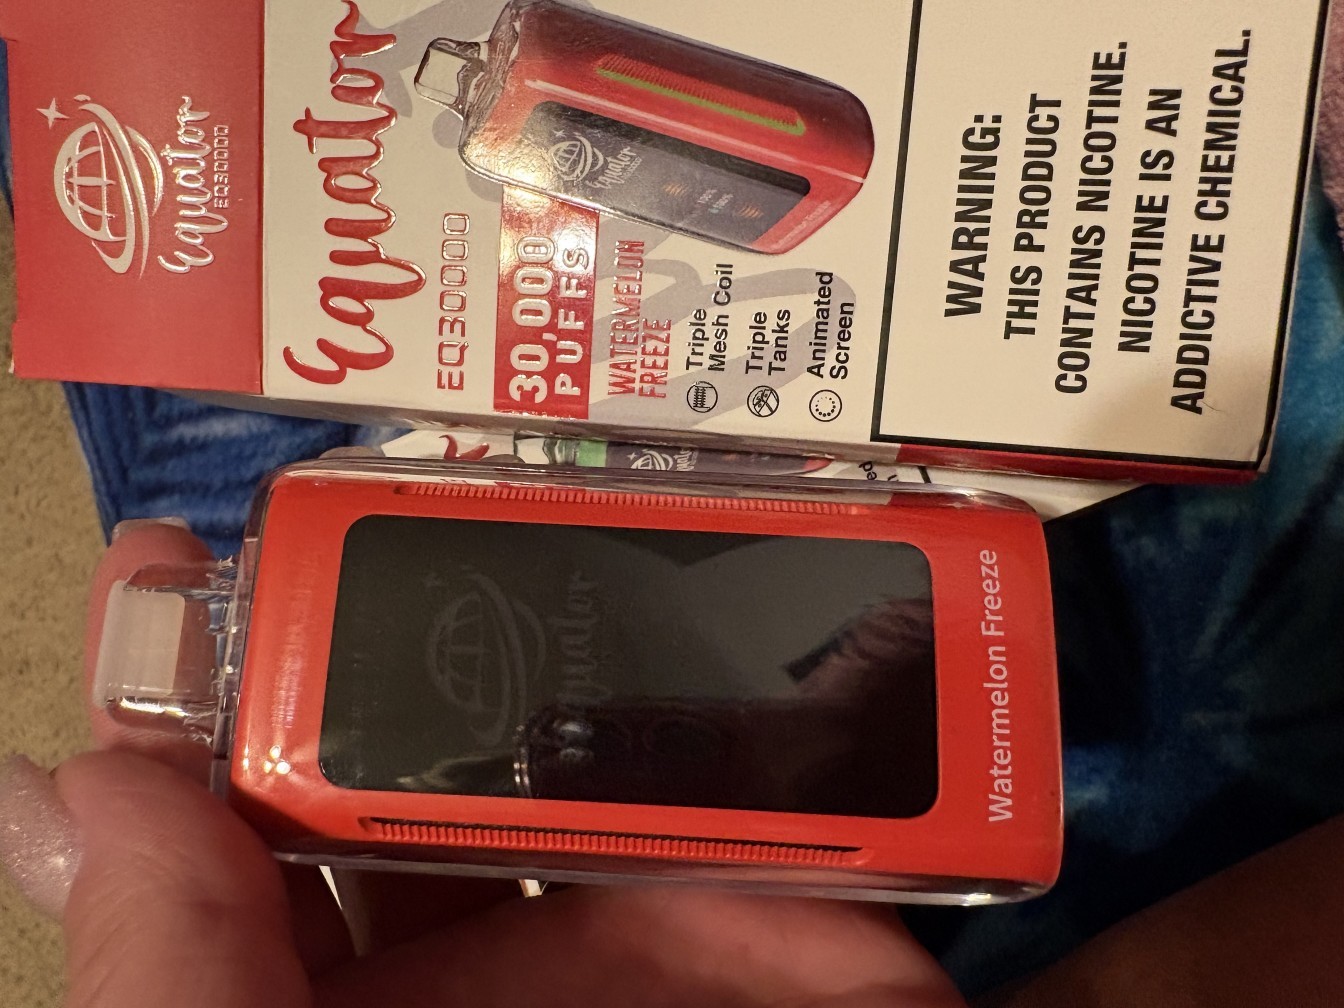 Equator
EQ30000
Equator
EQ30000
30,000
PUFFS
WATERMELON
FREEZE
Triple
Mesh Coil
Triple
Tanks
Animated
Screen
Equator
WARNING:
THIS PRODUCT
CONTAINS NICOTINE.
NICOTINE IS AN
ADDICTIVE CHEMICAL.
Equator
Watermelon Freeze